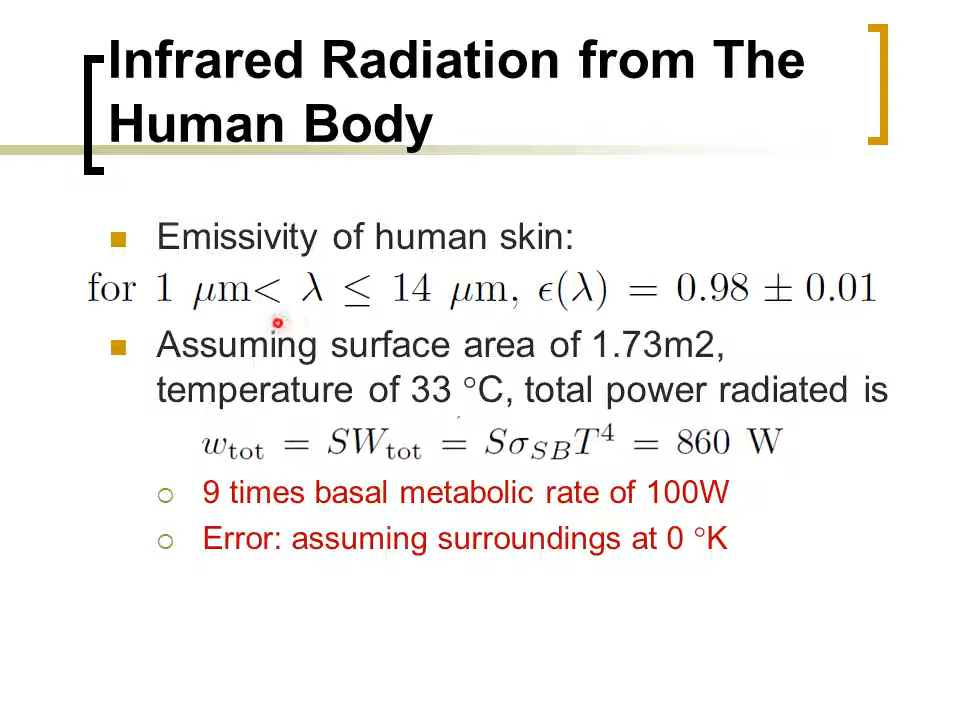 Infrared Radiation from The
Human Body
Emissivity of human skin:
for 1 μm< λ ≤ 14 μm, ϵ(λ) = 0.98 ± 0.01
Assuming surface area of 1.73m2,
temperature of 33 °C, total power radiated is
w_tot = SW_tot = Sσ_SB T^4 = 860 W
9 times basal metabolic rate of 100W
Error: assuming surroundings at 0 °K